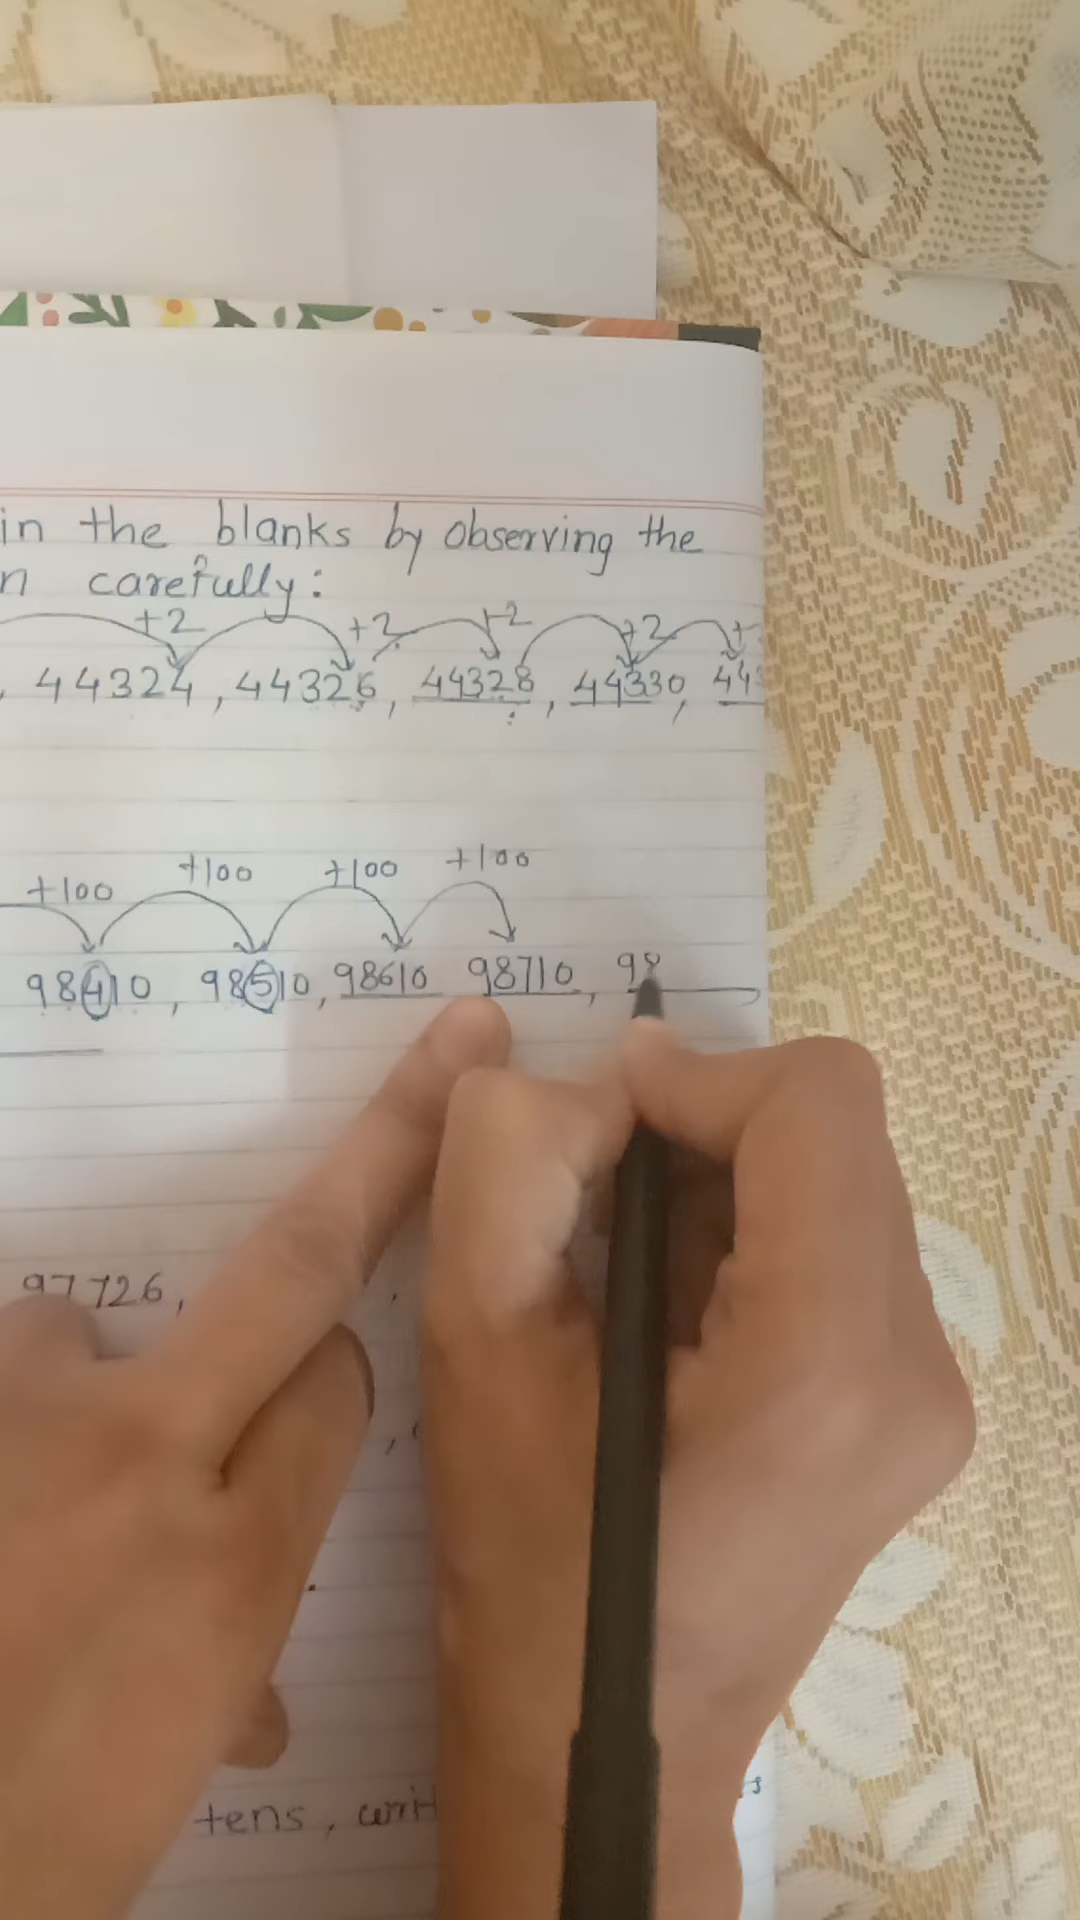 in the blanks by observing the
n carefully:
+2 +2 +2 +2
, 44324, 44326, 44328, 44330, 443
+100 +100 +100 +100
98410, 98510, 98610 98710, 98
97726, ,
,
tens,